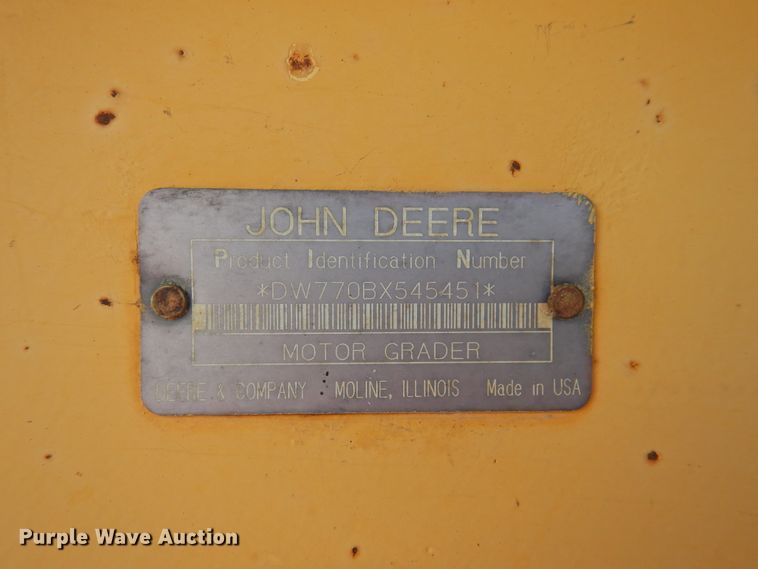 JOHN DEERE
Product Identification Number
*DW770BX545451*
MOTOR GRADER
DEERE & COMPANY MOLINE, ILLINOIS Made in USA
Purple Wave Auction